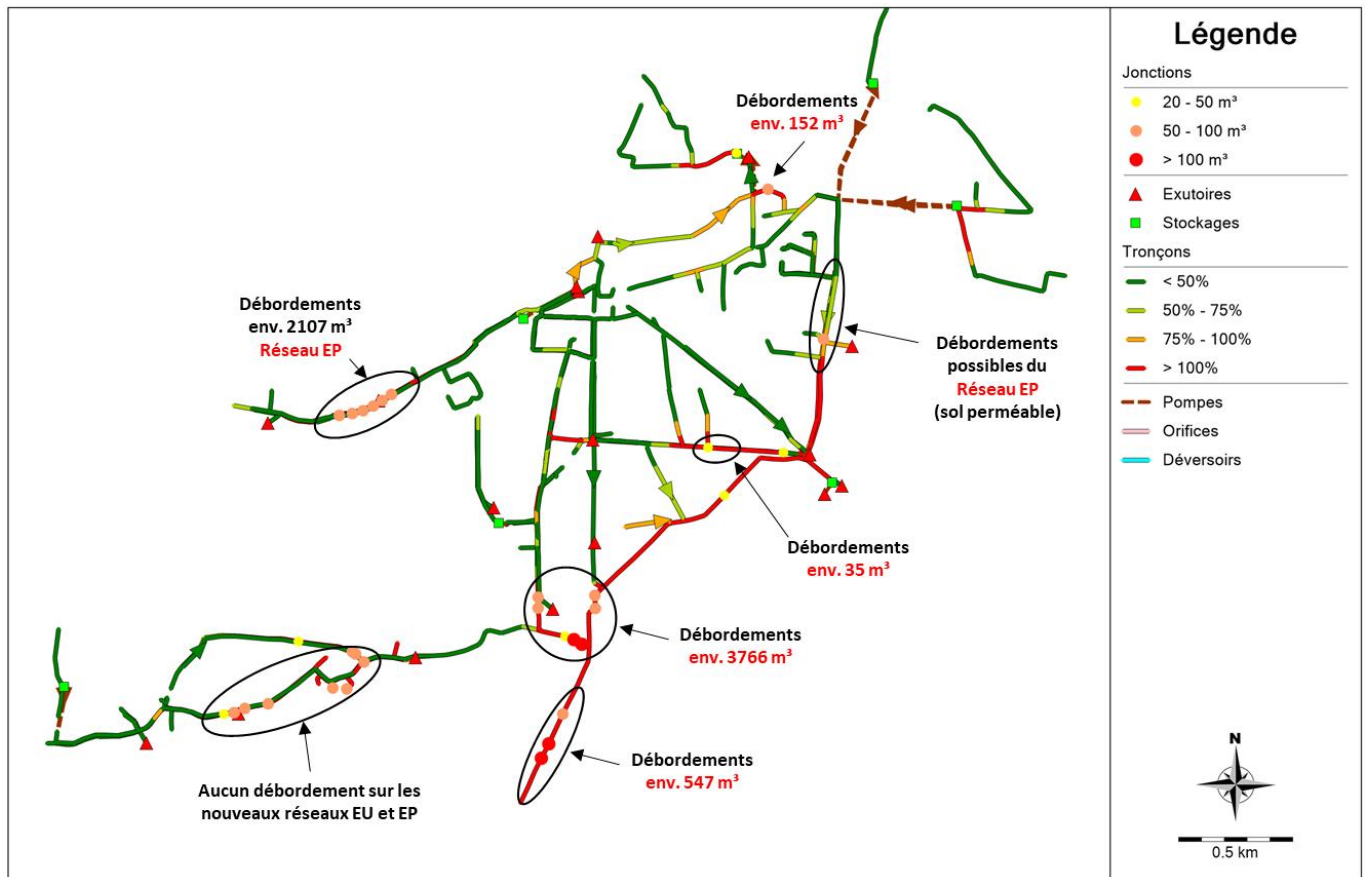 Débordements
env. 152 m³
Débordements
env. 2107 m³
Réseau EP
Débordements
possibles du
Réseau EP
(sol perméable)
Débordements
env. 35 m³
Débordements
env. 3766 m³
Débordements
env. 547 m³
Aucun débordement sur les
nouveaux réseaux EU et EP
Légende
Jonctions
20 - 50 m³
50 - 100 m³
> 100 m³
Exutoires
Stockages
Tronçons
< 50%
50% - 75%
75% - 100%
> 100%
Pompes
Orifices
Déversoirs
N
0.5 km